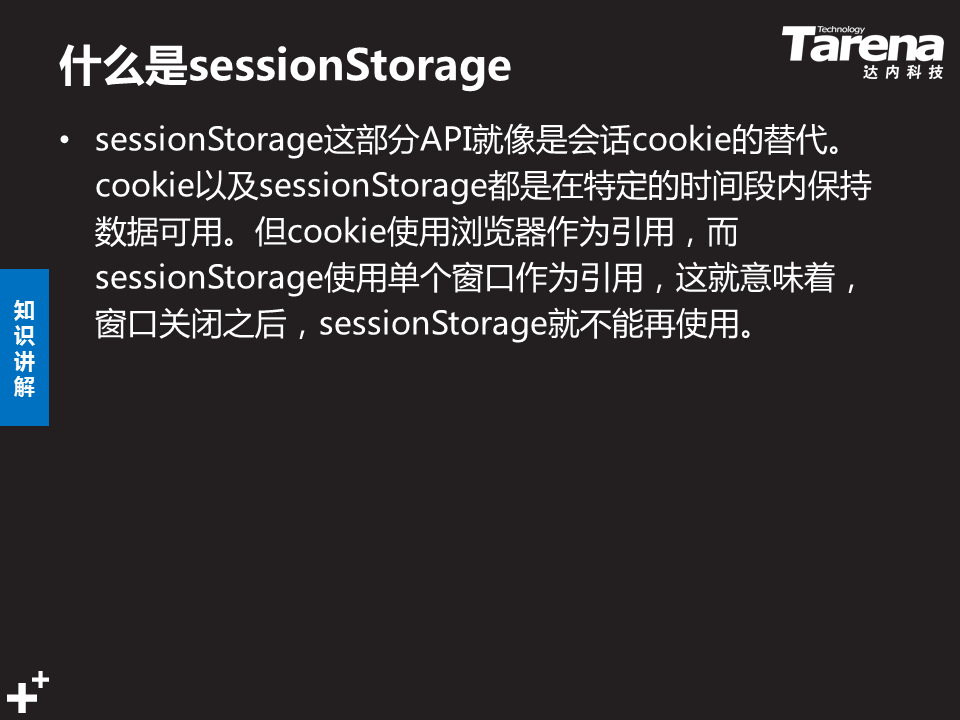 什么是sessionStorage
Technology
Tarena
达内科技
• sessionStorage这部分API就像是会话cookie的替代。
cookie以及sessionStorage都是在特定的时间段内保持
数据可用。但cookie使用浏览器作为引用，而
sessionStorage使用单个窗口作为引用，这就意味着，
窗口关闭之后，sessionStorage就不能再使用。
知
识
讲
解